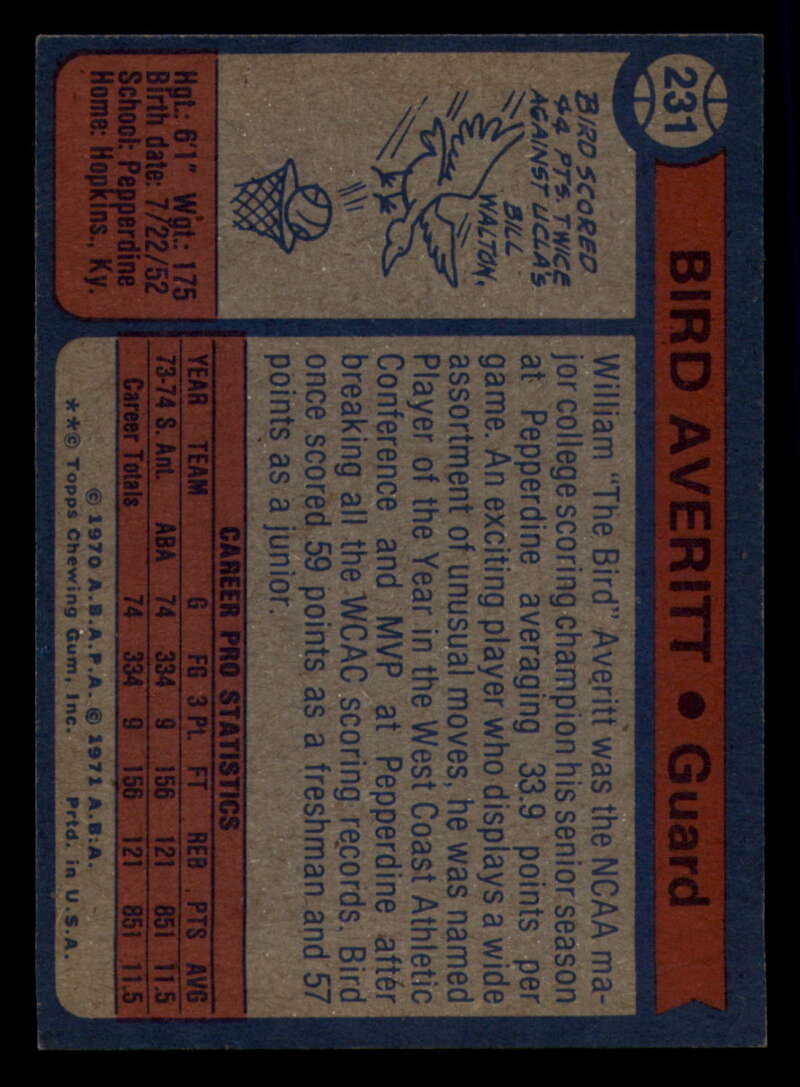 231
BIRD AVERITT • Guard
BIRD SCORED
44 PTS. TWICE
AGAINST UCLA'S
BILL
WALTON.
Hgt.: 6'1" Wgt.: 175
Birth date: 7/22/52
School: Pepperdine
Home: Hopkins., Ky.
William "The Bird" Averitt was the NCAA ma-
jor college scoring champion his senior season
at Pepperdine averaging 33.9 points per
game. An exciting player who displays a wide
assortment of unusual moves, he was named
Player of the Year in the West Coast Athletic
Conference and MVP at Pepperdine after
breaking all the WCAC scoring records. Bird
once scored 59 points as a freshman and 57
points as a junior.
CAREER PRO STATISTICS
YEAR TEAM G FG 3 Pt. FT REB PTS AVG
73-74 S. Ant. ABA 74 334 9 156 121 851 11.5
Career Totals 74 334 9 156 121 851 11.5
© 1970 A.B.A.P.A. © 1971 A.B.A.
**© Topps Chewing Gum, Inc. Prtd. in U.S.A.